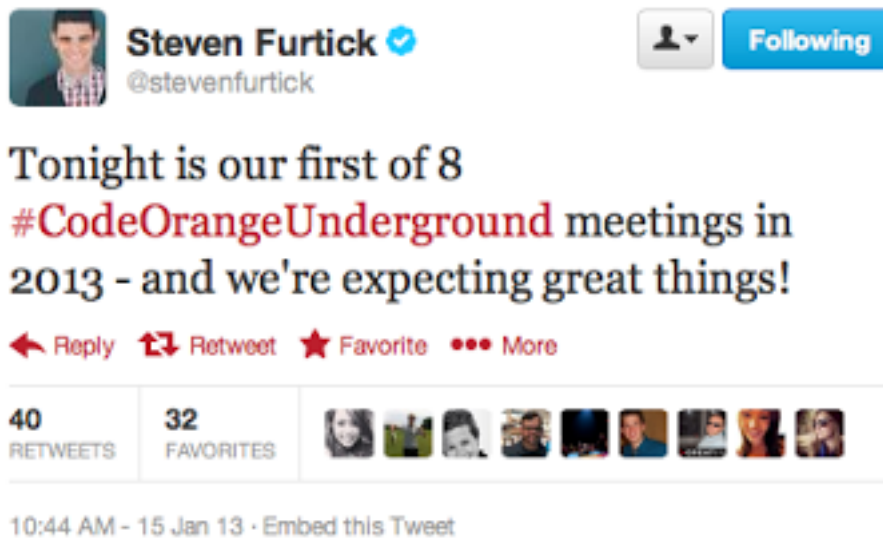 Steven Furtick
Following
@stevenfurtick
Tonight is our first of 8
#CodeOrangeUnderground meetings in
2013 - and we're expecting great things!
Reply Retweet Favorite More
40 32
RETWEETS FAVORITES
10:44 AM - 15 Jan 13 · Embed this Tweet